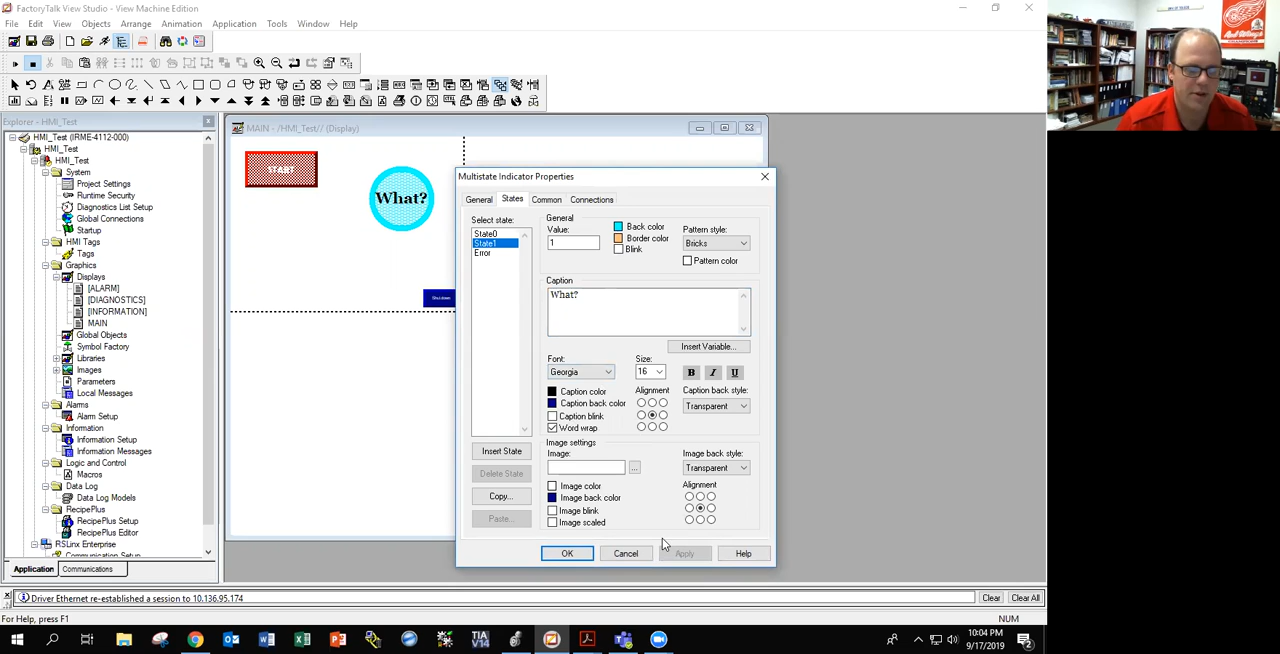 FactoryTalk View Studio - View Machine Edition
File Edit View Objects Arrange Animation Application Tools Window Help
Explorer - HMI_Test
HMI_Test (IRME-4112-000)
HMI_Test
HMI_Test
System
Project Settings
Runtime Security
Diagnostics List Setup
Global Connections
Startup
HMI Tags
Tags
Graphics
Displays
[ALARM]
[DIAGNOSTICS]
[INFORMATION]
MAIN
Global Objects
Symbol Factory
Libraries
Images
Parameters
Local Messages
Alarms
Alarm Setup
Information
Information Setup
Information Messages
Logic and Control
Macros
Data Log
Data Log Models
RecipePlus
RecipePlus Setup
RecipePlus Editor
RSLinx Enterprise
Communication Setup
Application Communications
MAIN - /HMI_Test// (Display)
START
What?
Shutdown
Multistate Indicator Properties
General States Common Connections
Select state:
State0
State1
Error
Insert State
Delete State
Copy...
Paste...
General
Value:
1
Back color
Border color
Blink
Pattern style:
Bricks
Pattern color
Caption
What?
Insert Variable...
Font:
Georgia
Size:
16
B I U
Caption color
Caption back color
Caption blink
Word wrap
Alignment
Caption back style:
Transparent
Image settings
Image:
...
Image back style:
Transparent
Image color
Image back color
Image blink
Image scaled
Alignment
OK Cancel Apply Help
Driver Ethernet re-established a session to 10.136.95.174
Clear Clear All
For Help, press F1
NUM
TIA
V14
10:04 PM
9/17/2019